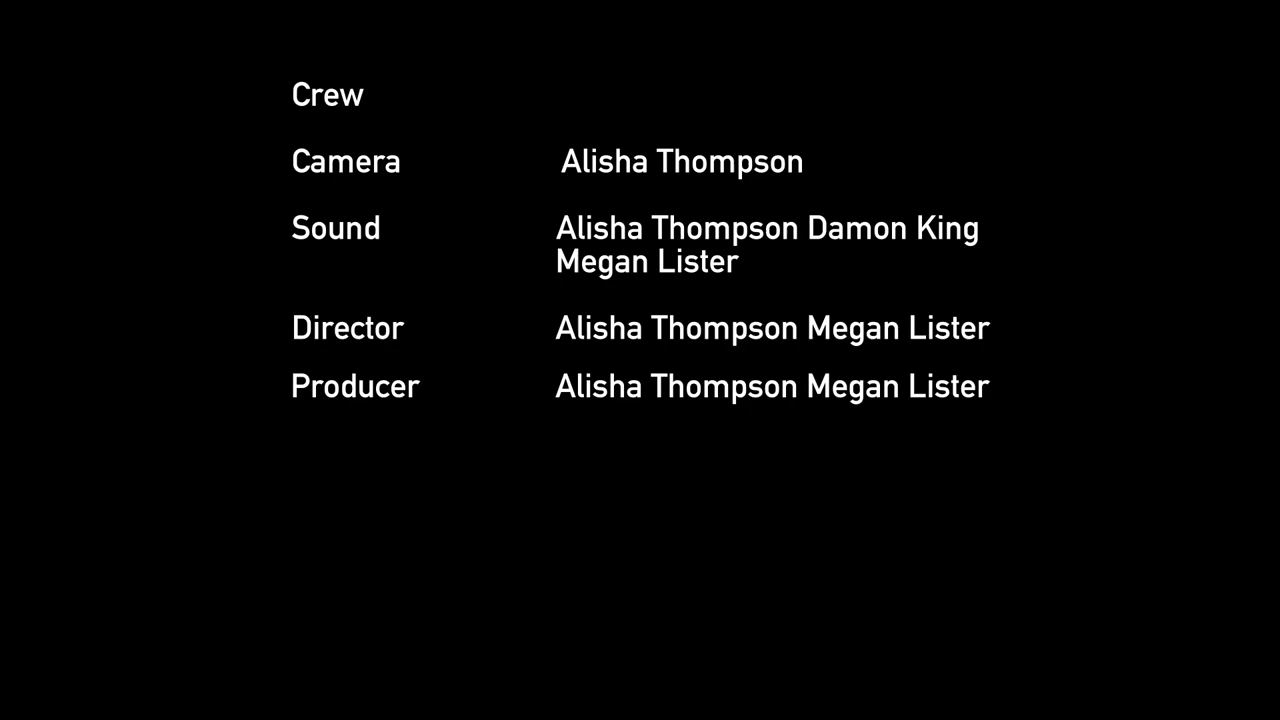 Crew
Camera Alisha Thompson
Sound Alisha Thompson Damon King
Megan Lister
Director Alisha Thompson Megan Lister
Producer Alisha Thompson Megan Lister